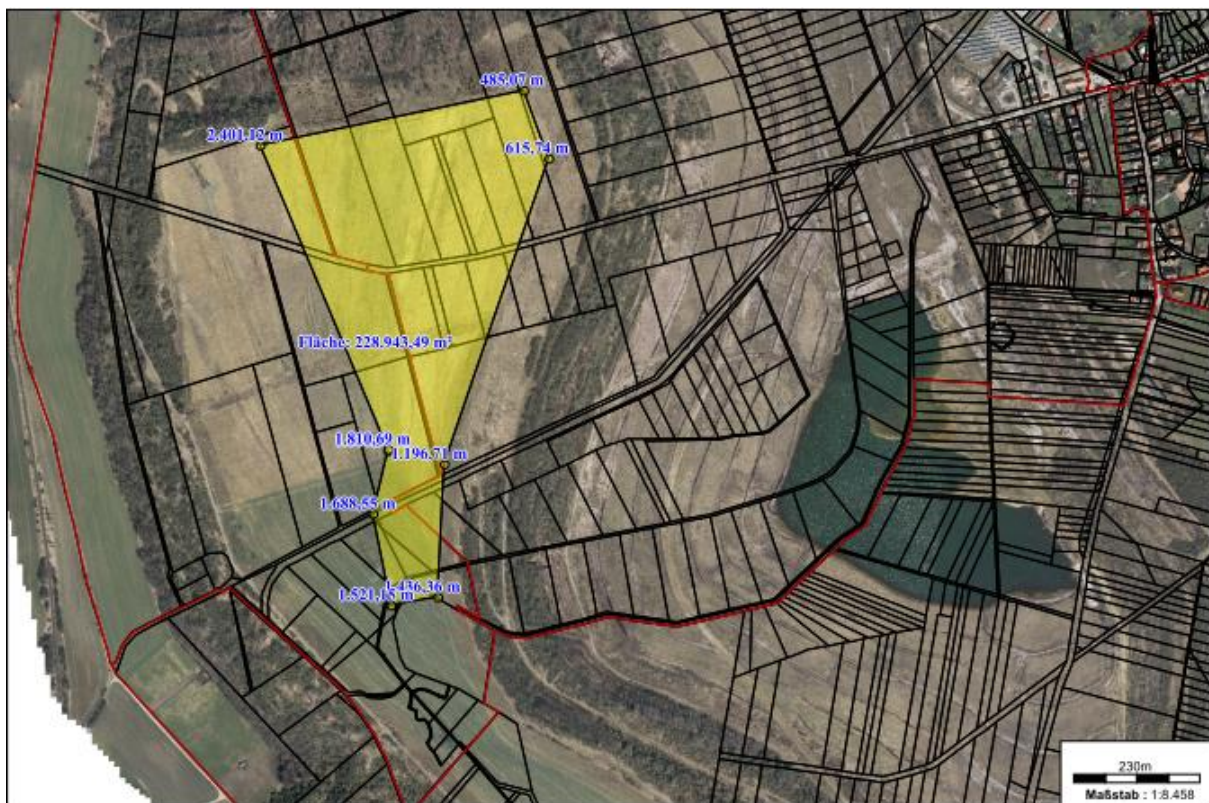 485,07 m
2.401,12 m
615,74 m
Fläche: 228.943,49 m²
1.810,69 m
1.196,71 m
1.688,55 m
1.436,36 m
1.521,15 m
230m
Maßstab : 1:8.458